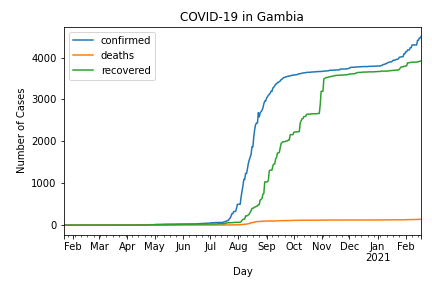 COVID-19 in Gambia
confirmed
deaths
recovered
Number of Cases
4000
3000
2000
1000
0
Feb Mar Apr May Jun Jul Aug Sep Oct Nov Dec Jan Feb
2021
Day